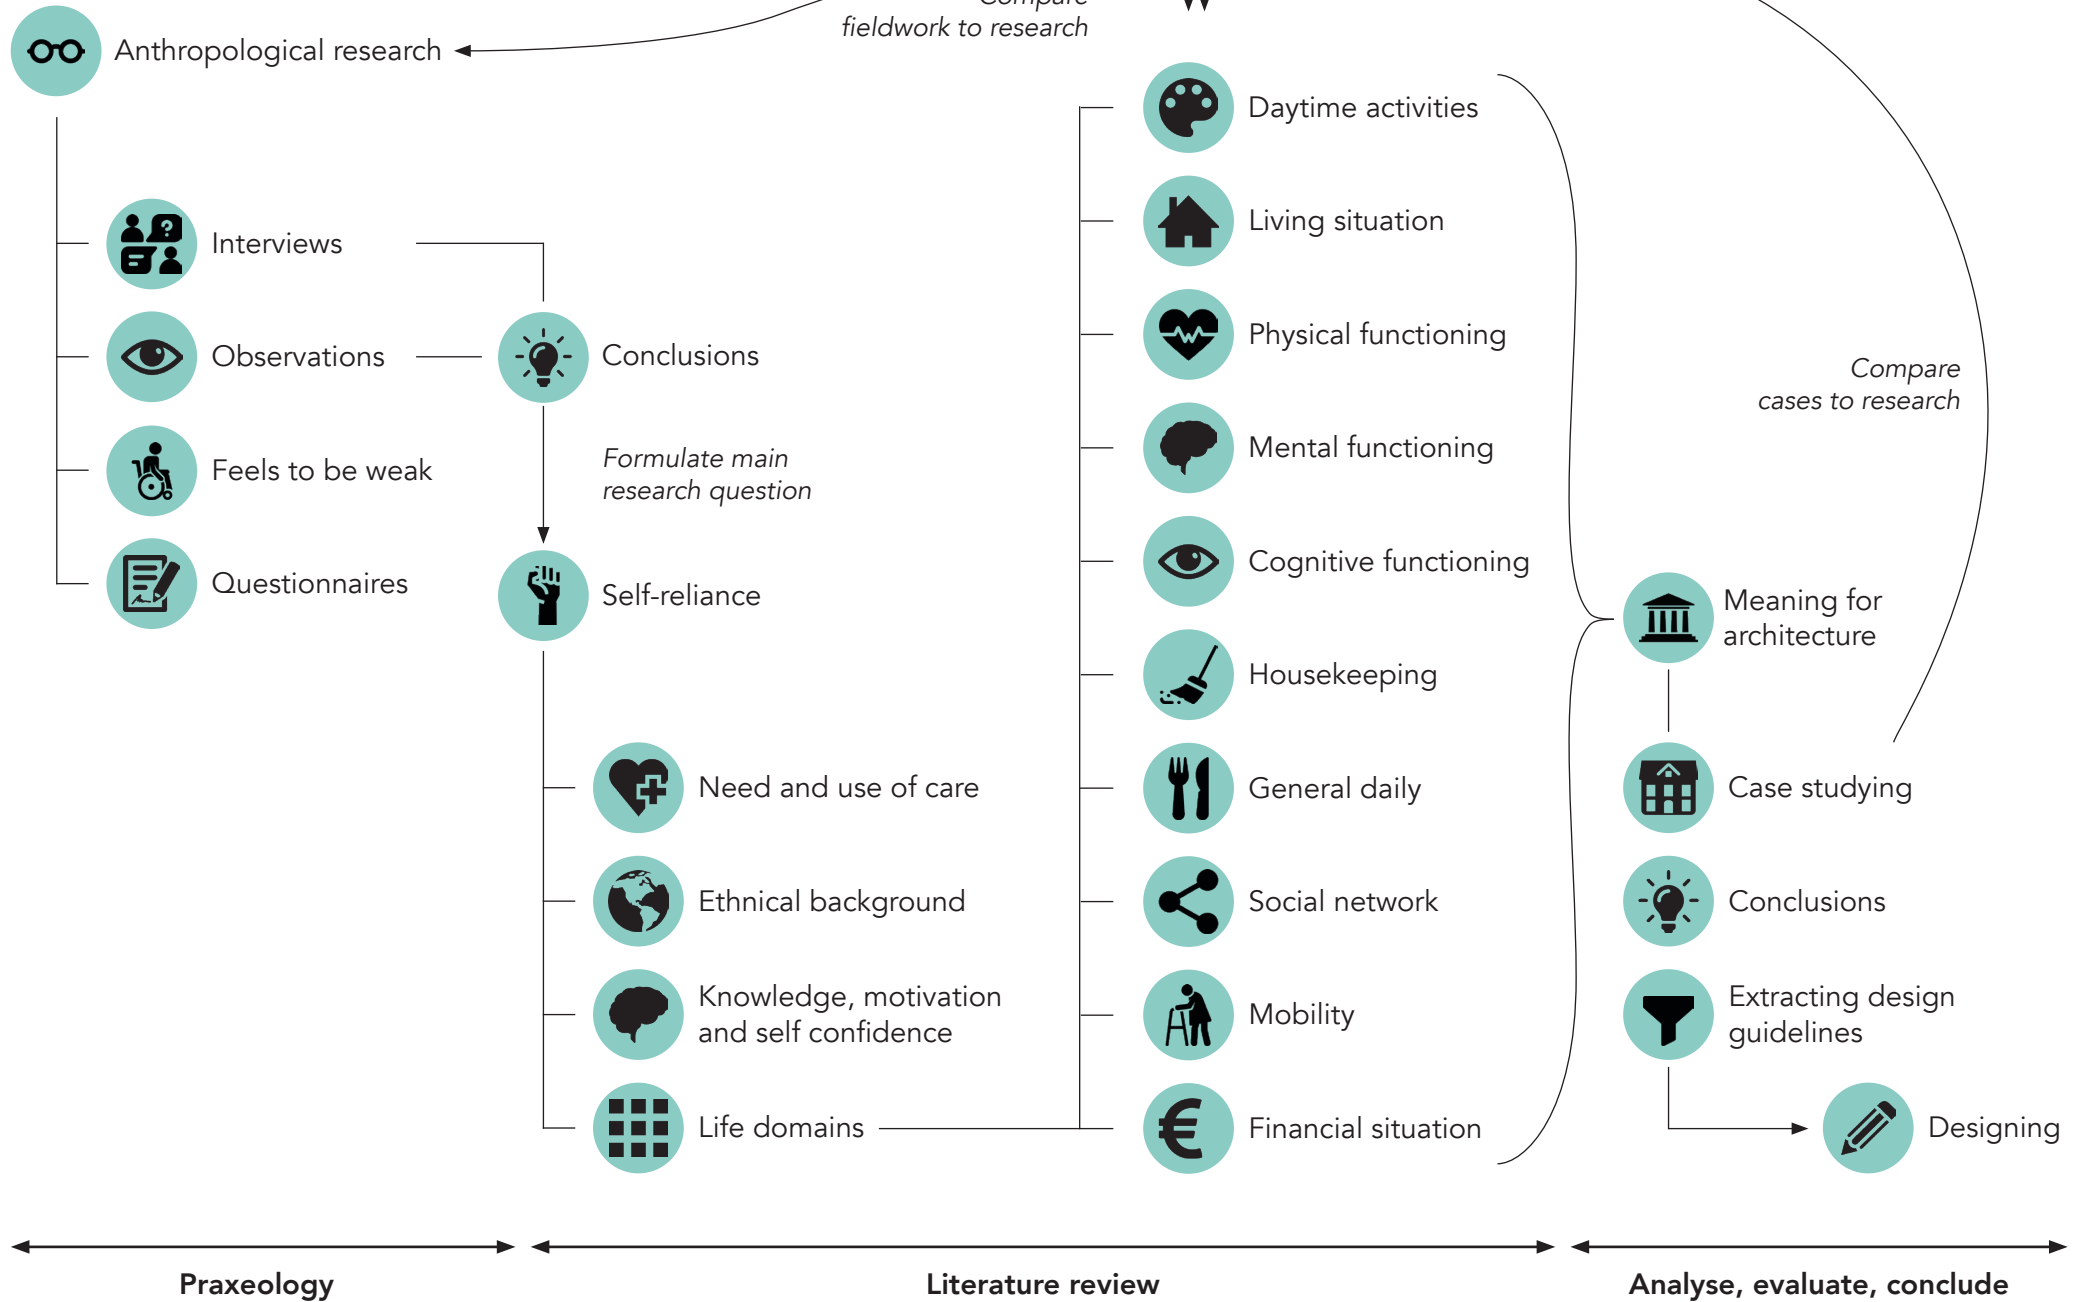 Compare
fieldwork to research
Anthropological research
Interviews
Observations
Feels to be weak
Questionnaires
Conclusions
Formulate main
research question
Self-reliance
Need and use of care
Ethnical background
Knowledge, motivation
and self confidence
Life domains
Daytime activities
Living situation
Physical functioning
Mental functioning
Cognitive functioning
Housekeeping
General daily
Social network
Mobility
Financial situation
Compare
cases to research
Meaning for
architecture
Case studying
Conclusions
Extracting design
guidelines
Designing
Praxeology
Literature review
Analyse, evaluate, conclude